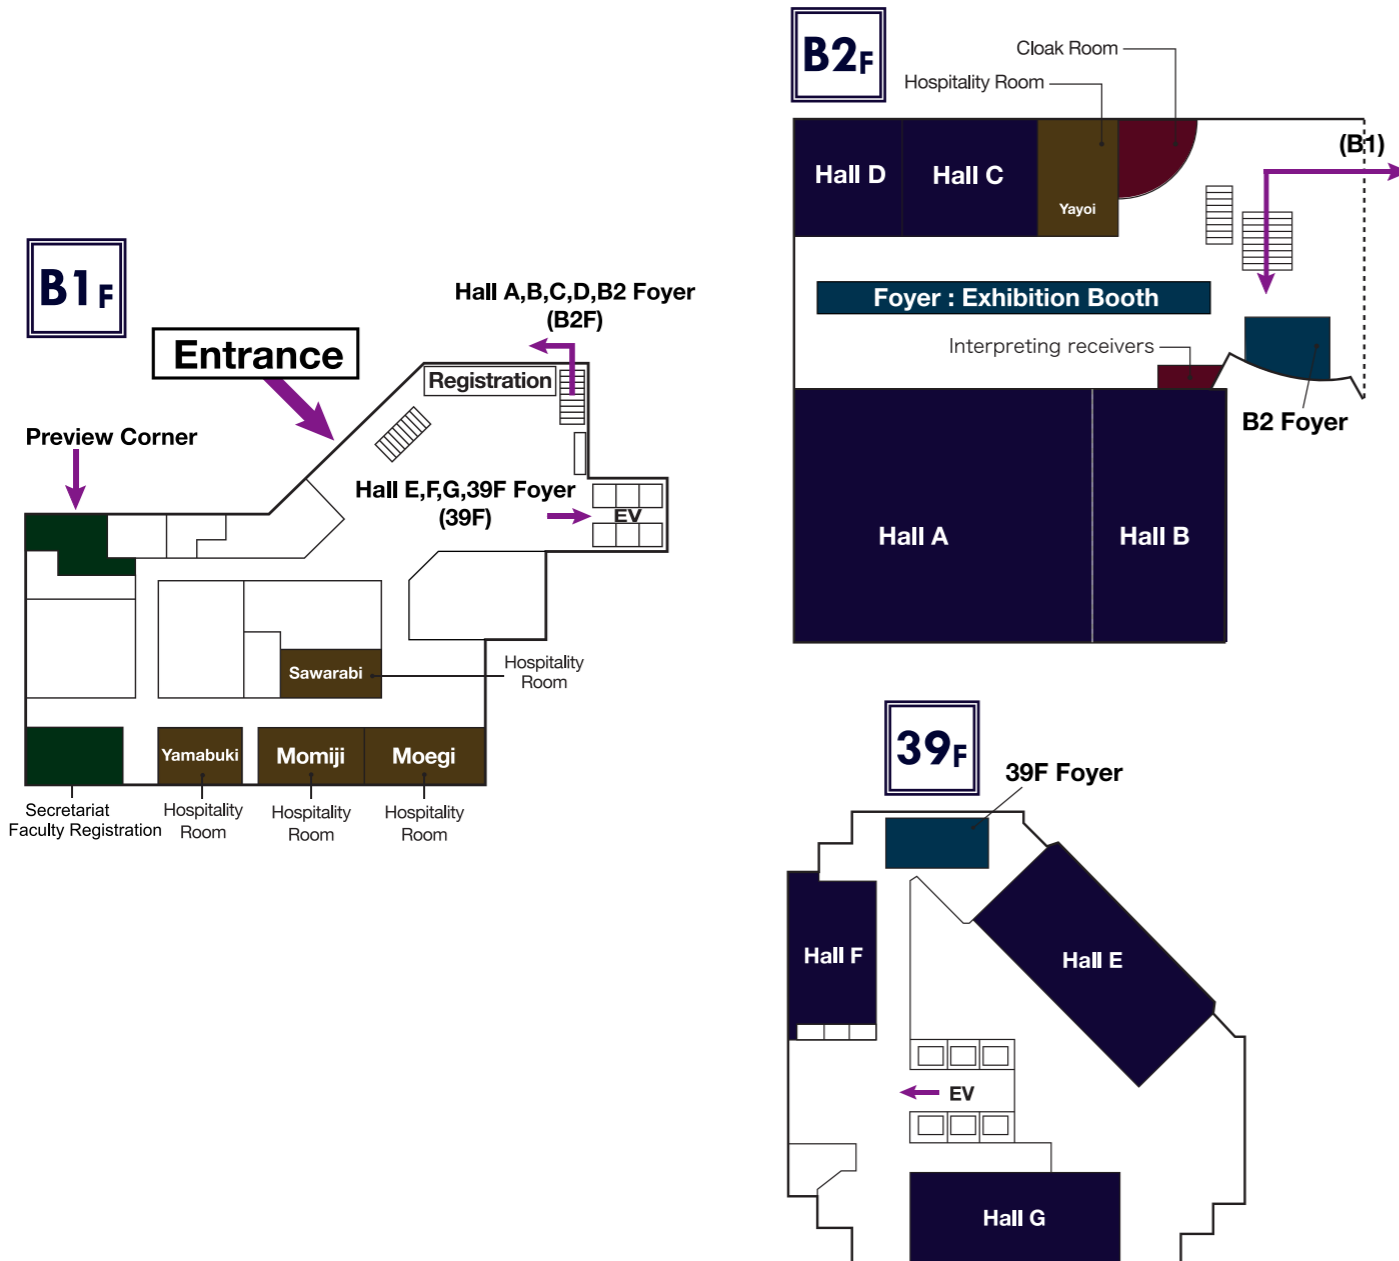 B1F
Entrance
Hall A,B,C,D,B2 Foyer
(B2F)
Registration
Preview Corner
Hall E,F,G,39F Foyer
(39F)
EV
Sawarabi
Hospitality
Room
Yamabuki
Momiji
Moegi
Secretariat
Faculty Registration
Hospitality
Room
Hospitality
Room
Hospitality
Room
B2F
Cloak Room
Hospitality Room
(B1)
Hall D
Hall C
Yayoi
Foyer : Exhibition Booth
Interpreting receivers
B2 Foyer
Hall A
Hall B
39F
39F Foyer
Hall F
Hall E
EV
Hall G